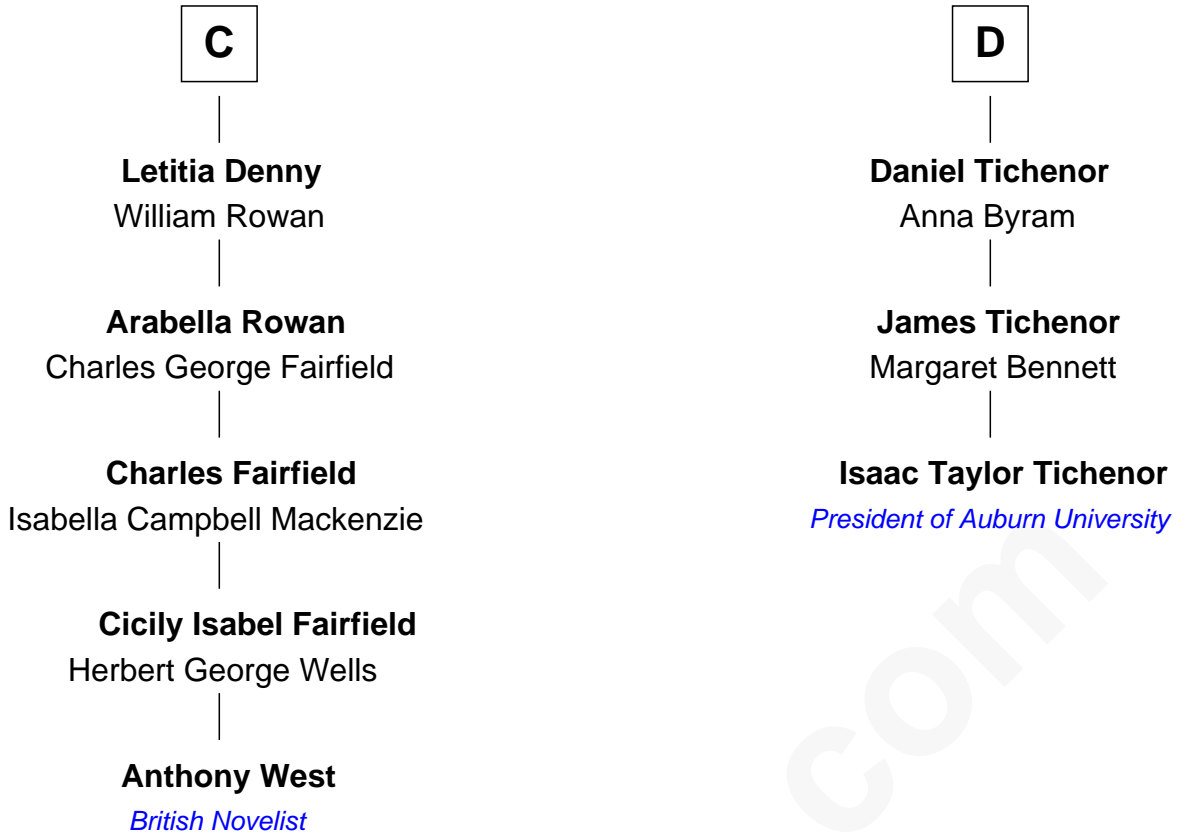 C
Letitia Denny
William Rowan
Arabella Rowan
Charles George Fairfield
Charles Fairfield
Isabella Campbell Mackenzie
Cicily Isabel Fairfield
Herbert George Wells
Anthony West
British Novelist
D
Daniel Tichenor
Anna Byram
James Tichenor
Margaret Bennett
Isaac Taylor Tichenor
President of Auburn University
com